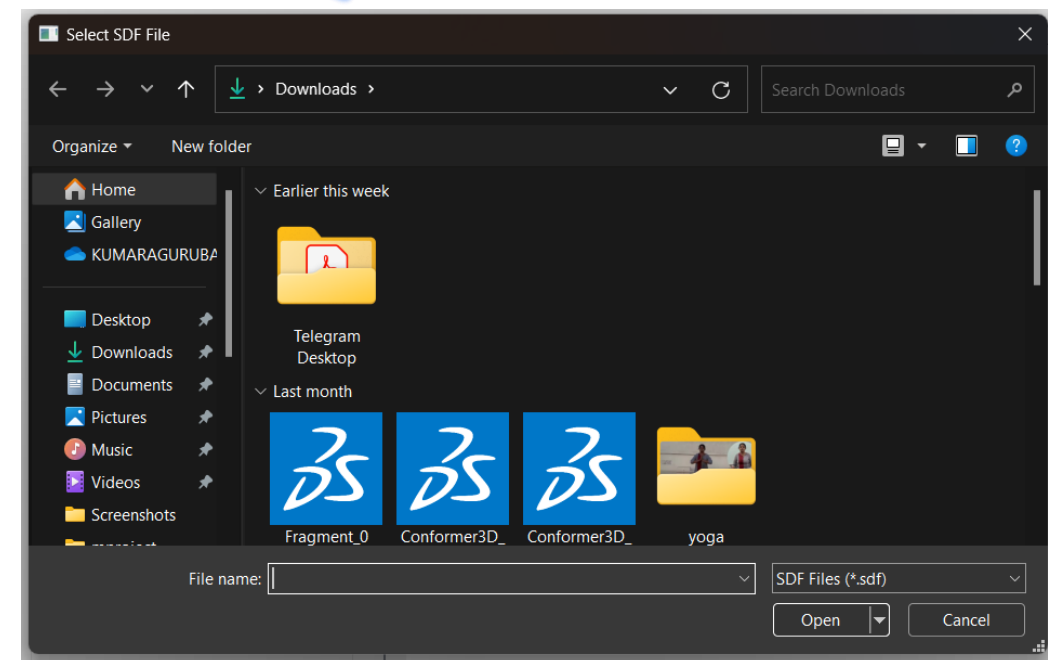 Select SDF File
Downloads
Search Downloads
Organize
New folder
Home
Gallery
KUMARAGURUBA
Desktop
Downloads
Documents
Pictures
Music
Videos
Screenshots
Earlier this week
Telegram
Desktop
Last month
Fragment_0
Conformer3D_
Conformer3D_
yoga
File name:
SDF Files (*.sdf)
Open
Cancel